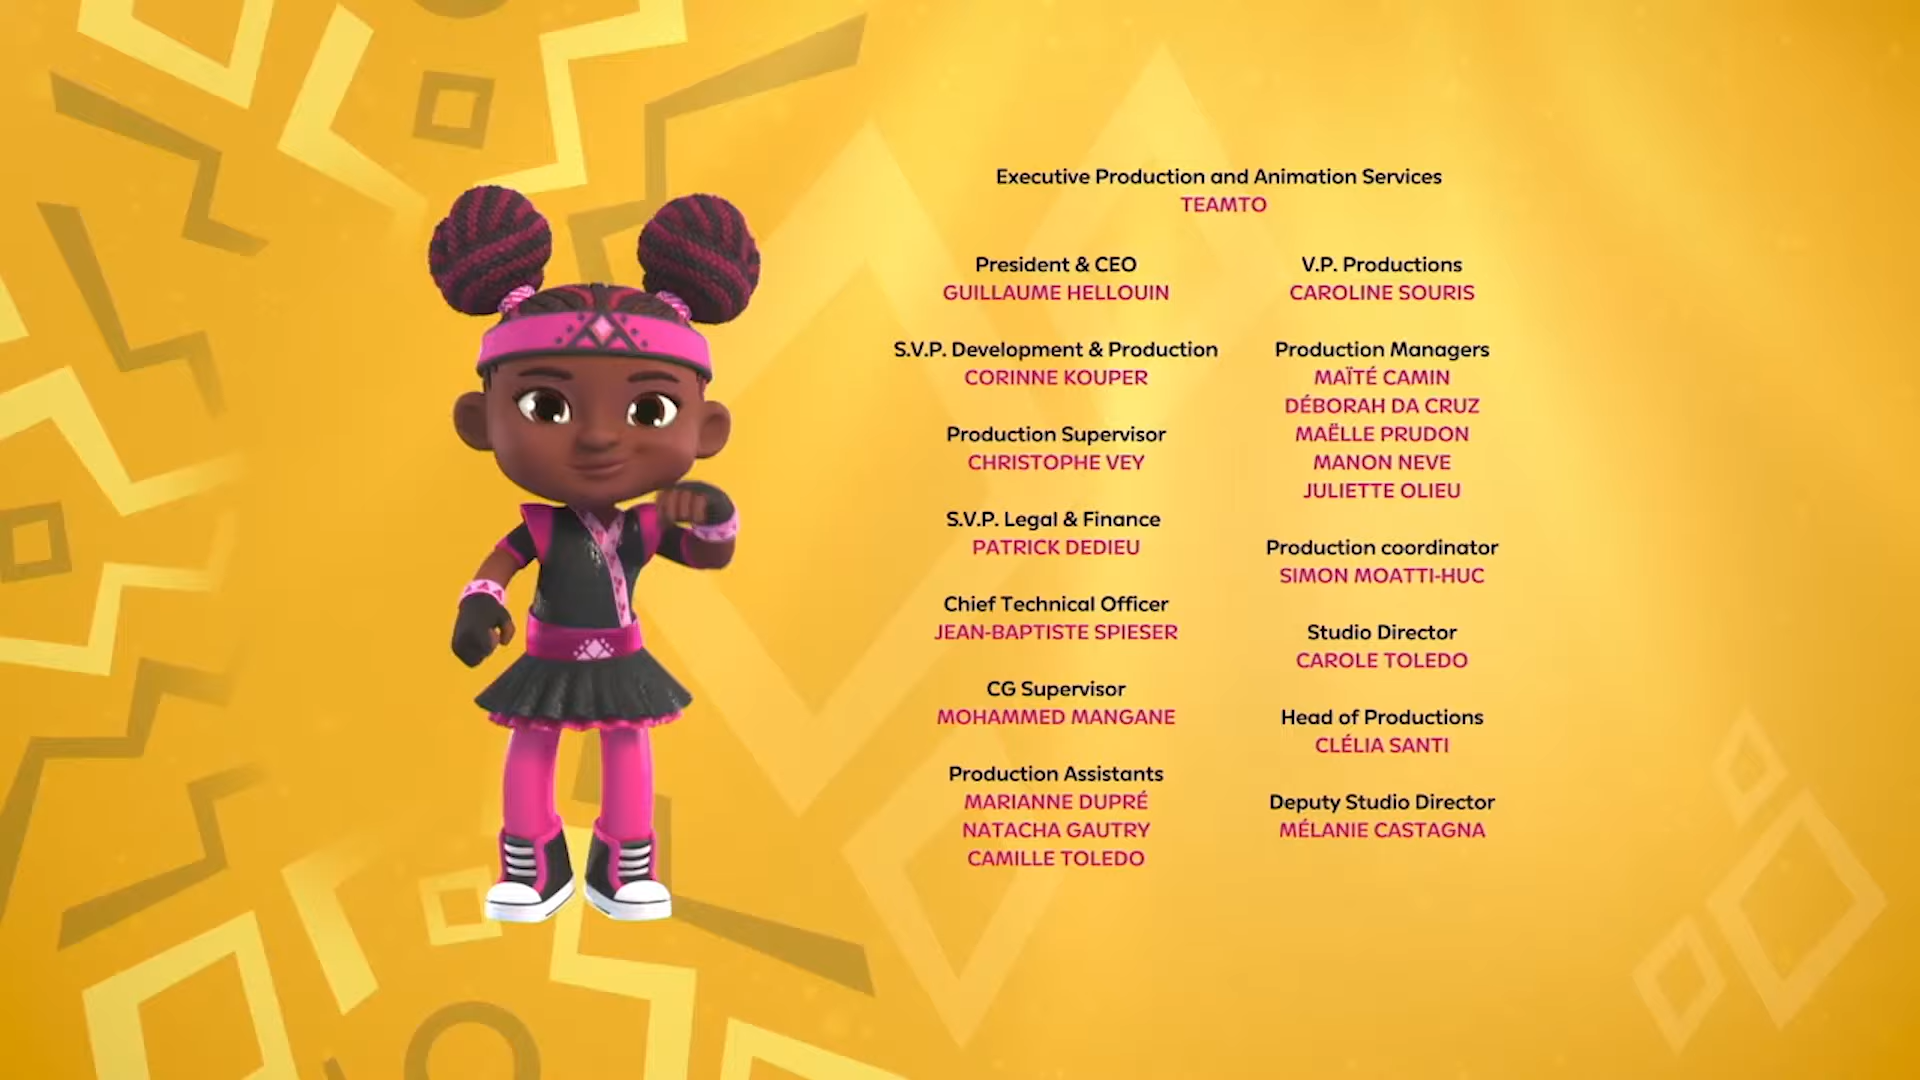 Executive Production and Animation Services
TEAMTO
President & CEO
GUILLAUME HELLOUIN
S.V.P. Development & Production
CORINNE KOUPER
Production Supervisor
CHRISTOPHE VEY
S.V.P. Legal & Finance
PATRICK DEDIEU
Chief Technical Officer
JEAN-BAPTISTE SPIESER
CG Supervisor
MOHAMMED MANGANE
Production Assistants
MARIANNE DUPRÉ
NATACHA GAUTRY
CAMILLE TOLEDO
V.P. Productions
CAROLINE SOURIS
Production Managers
MAÏTÉ CAMIN
DÉBORAH DA CRUZ
MAËLLE PRUDON
MANON NEVE
JULIETTE OLIEU
Production coordinator
SIMON MOATTI-HUC
Studio Director
CAROLE TOLEDO
Head of Productions
CLÉLIA SANTI
Deputy Studio Director
MÉLANIE CASTAGNA